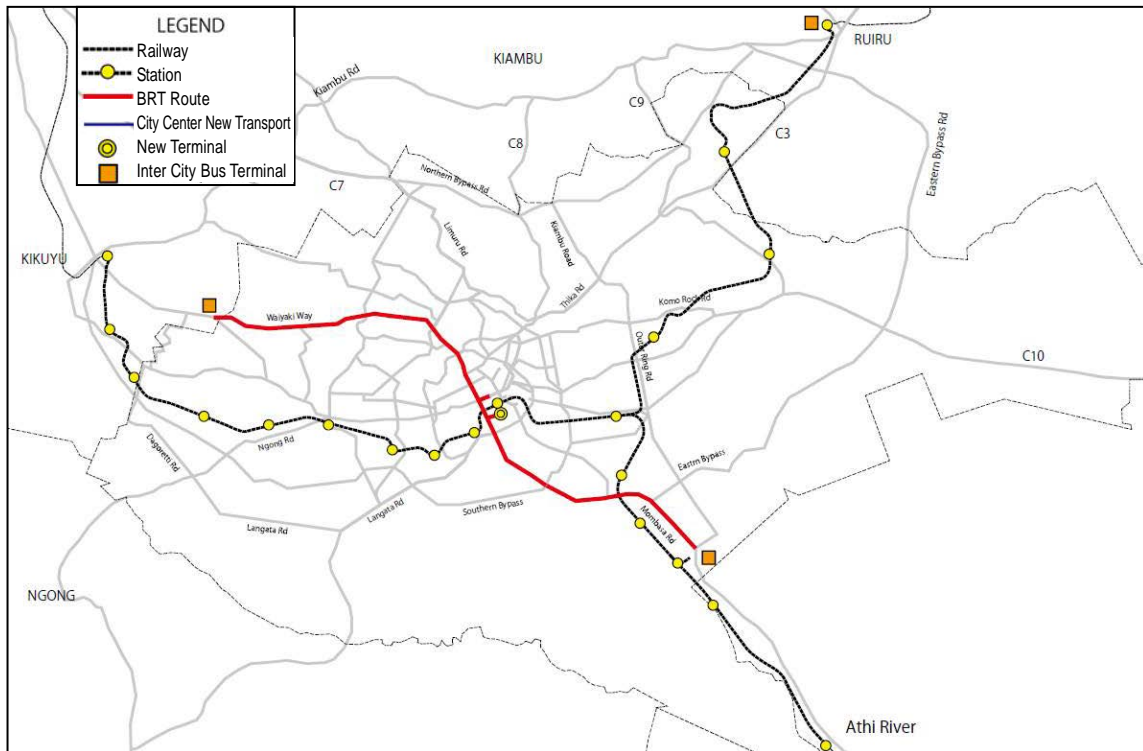 LEGEND
Railway
Station
BRT Route
City Center New Transport
New Terminal
Inter City Bus Terminal
RUIRU
KIAMBU
Kiambu Rd
C9
C3
C8
Eastern Bypass Rd
C7
Northern Bypass Rd
Limuru Rd
Kiambu Road
KIKUYU
Thika Rd
Komo Rock Rd
Waiyaki Way
Outer Ring Rd
C10
Ngong Rd
Dagoretti Rd
Eastrn Bypass
Langata Rd
Southern Bypass
Mombasa Rd
Langata Rd
NGONG
Athi River